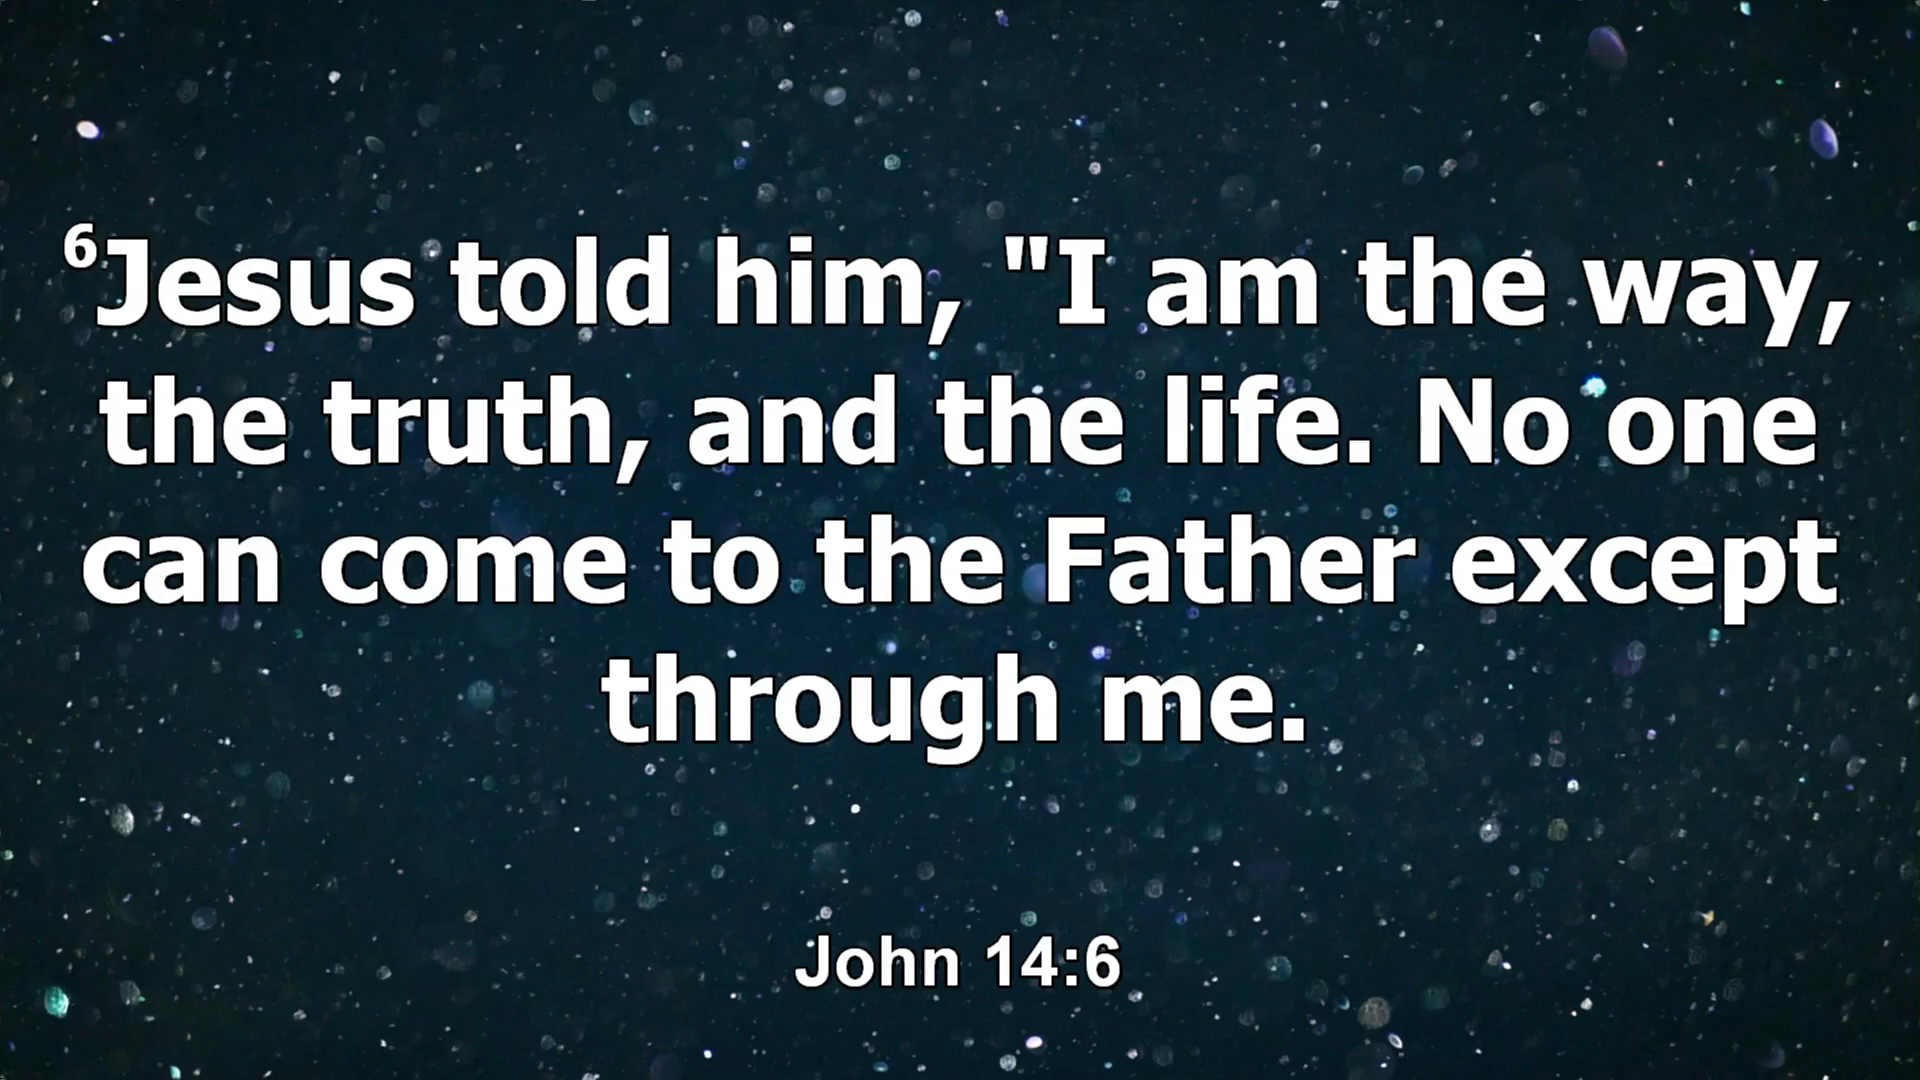 ⁶Jesus told him, "I am the way,
the truth, and the life. No one
can come to the Father except
through me.
John 14:6